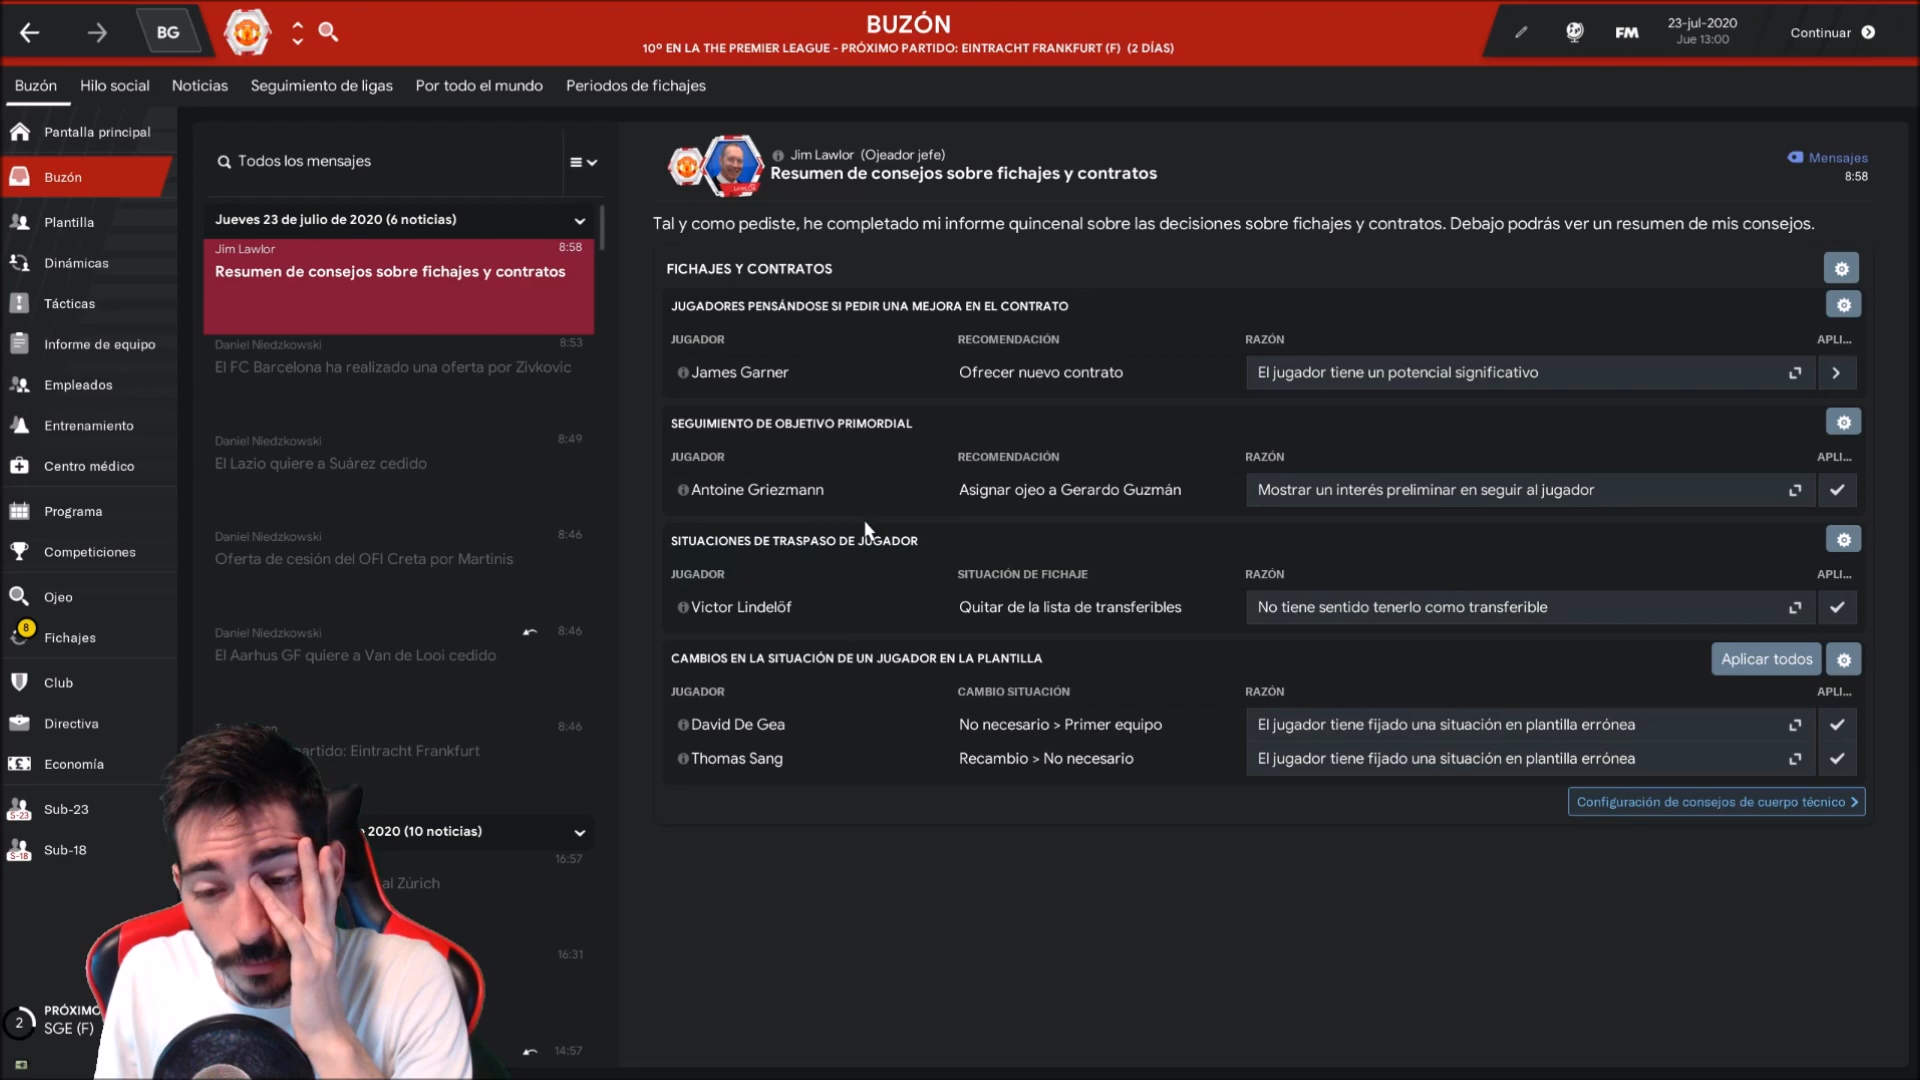 BG
BUZÓN
10º EN LA THE PREMIER LEAGUE - PRÓXIMO PARTIDO: EINTRACHT FRANKFURT (F) (2 DÍAS)
FM
23-jul-2020
Jue 13:00
Continuar
Buzón
Hilo social
Noticias
Seguimiento de ligas
Por todo el mundo
Periodos de fichajes
Pantalla principal
Buzón
Plantilla
Dinámicas
Tácticas
Informe de equipo
Empleados
Entrenamiento
Centro médico
Programa
Competiciones
Ojeo
8
Fichajes
Club
Directiva
Economía
S-23
Sub-23
S-18
Sub-18
2
PRÓXIMO
SGE (F)
Todos los mensajes
Jueves 23 de julio de 2020 (6 noticias)
Jim Lawlor 8:58
Resumen de consejos sobre fichajes y contratos
Daniel Niedzkowski 8:53
El FC Barcelona ha realizado una oferta por Zivkovic
Daniel Niedzkowski 8:49
El Lazio quiere a Suárez cedido
Daniel Niedzkowski 8:46
Oferta de cesión del OFI Creta por Martinis
Daniel Niedzkowski 8:46
El Aarhus GF quiere a Van de Looi cedido
8:46
partido: Eintracht Frankfurt
2020 (10 noticias)
16:57
al Zúrich
16:31
14:57
LAWLOR
Jim Lawlor (Ojeador jefe)
Resumen de consejos sobre fichajes y contratos
Mensajes
8:58
Tal y como pediste, he completado mi informe quincenal sobre las decisiones sobre fichajes y contratos. Debajo podrás ver un resumen de mis consejos.
FICHAJES Y CONTRATOS
JUGADORES PENSÁNDOSE SI PEDIR UNA MEJORA EN EL CONTRATO
JUGADOR RECOMENDACIÓN RAZÓN APLI...
James Garner Ofrecer nuevo contrato El jugador tiene un potencial significativo
SEGUIMIENTO DE OBJETIVO PRIMORDIAL
JUGADOR RECOMENDACIÓN RAZÓN APLI...
Antoine Griezmann Asignar ojeo a Gerardo Guzmán Mostrar un interés preliminar en seguir al jugador
SITUACIONES DE TRASPASO DE JUGADOR
JUGADOR SITUACIÓN DE FICHAJE RAZÓN APLI...
Victor Lindelöf Quitar de la lista de transferibles No tiene sentido tenerlo como transferible
CAMBIOS EN LA SITUACIÓN DE UN JUGADOR EN LA PLANTILLA Aplicar todos
JUGADOR CAMBIO SITUACIÓN RAZÓN APLI...
David De Gea No necesario > Primer equipo El jugador tiene fijado una situación en plantilla errónea
Thomas Sang Recambio > No necesario El jugador tiene fijado una situación en plantilla errónea
Configuración de consejos de cuerpo técnico